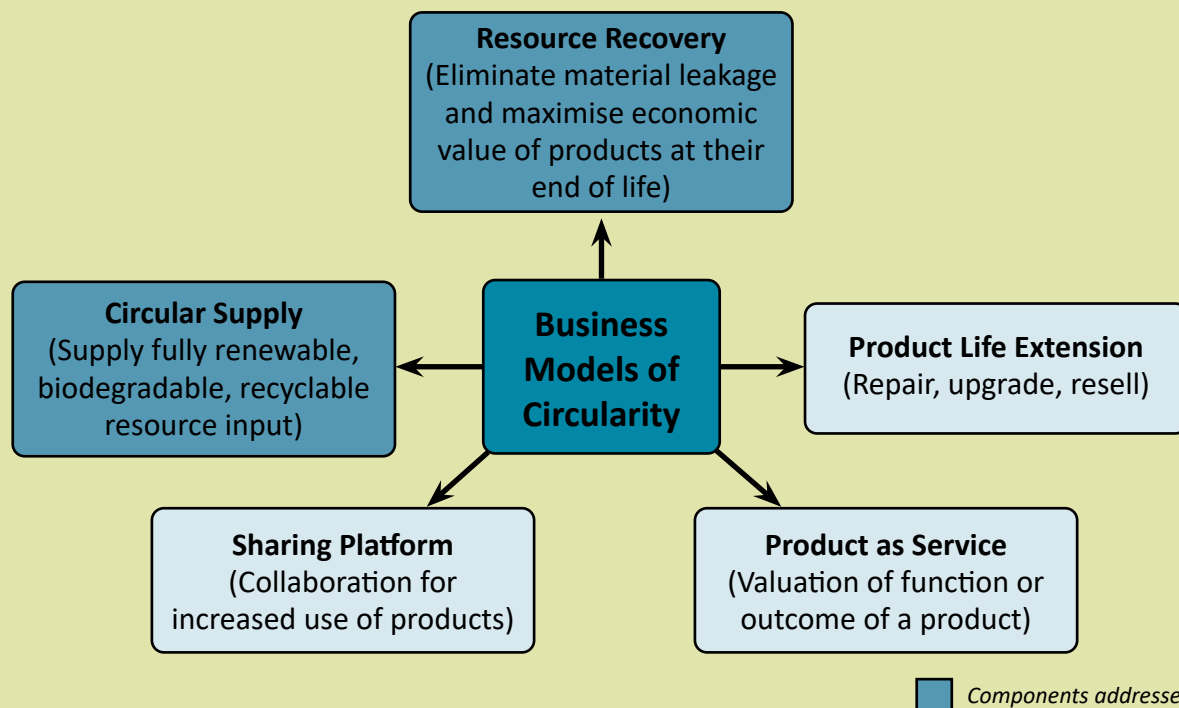 Resource Recovery
(Eliminate material leakage
and maximise economic
value of products at their
end of life)
Circular Supply
(Supply fully renewable,
biodegradable, recyclable
resource input)
Business
Models of
Circularity
Product Life Extension
(Repair, upgrade, resell)
Sharing Platform
(Collaboration for
increased use of products)
Product as Service
(Valuation of function or
outcome of a product)
Components